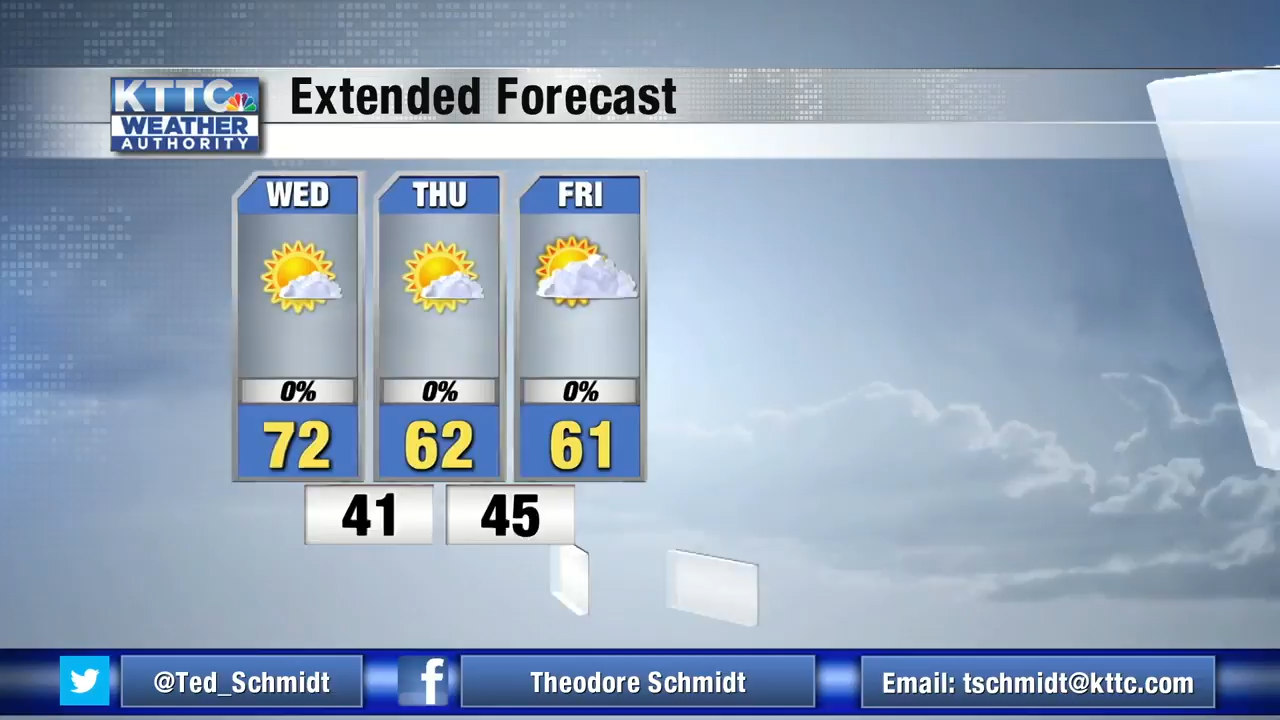 KTTC
WEATHER
AUTHORITY
Extended Forecast
WED THU FRI
0% 0% 0%
72 62 61
41 45
@Ted_Schmidt f Theodore Schmidt Email: tschmidt@kttc.com